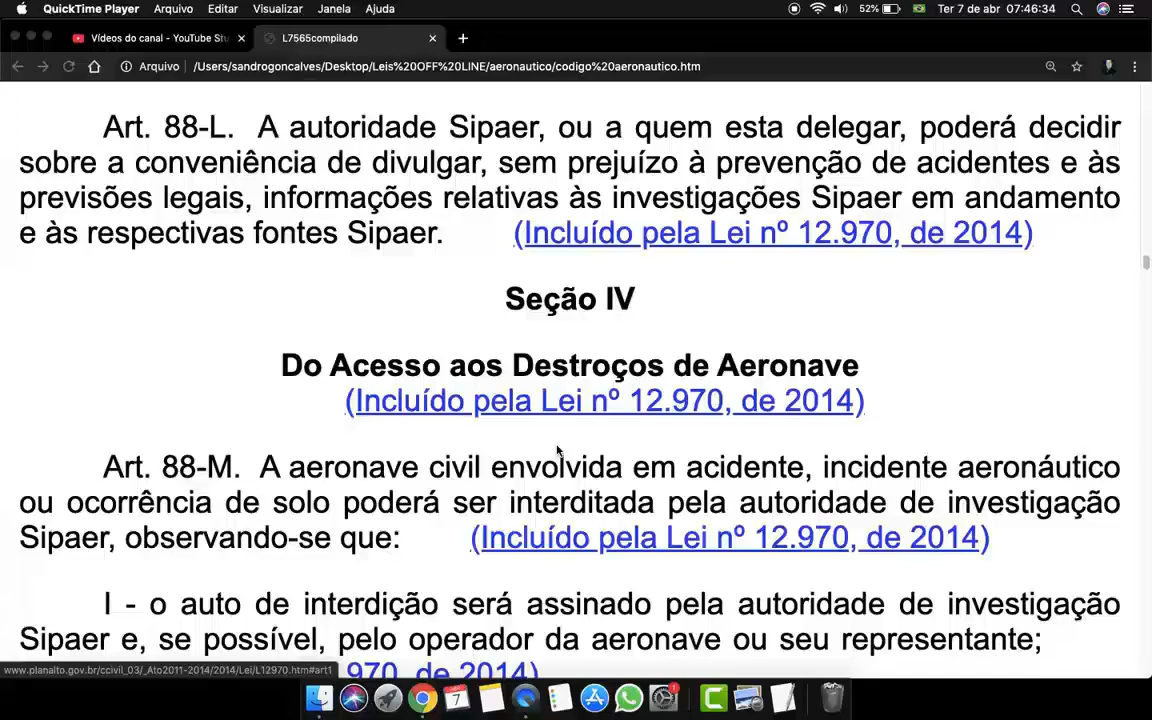 QuickTime Player Arquivo Editar Visualizar Janela Ajuda 52% Ter 7 de abr 07:46:34
Vídeos do canal - YouTube Stu L7565compilado
Arquivo /Users/sandrogoncalves/Desktop/Leis%20OFF%20LINE/aeronautico/codigo%20aeronautico.htm
Art. 88-L. A autoridade Sipaer, ou a quem esta delegar, poderá decidir
sobre a conveniência de divulgar, sem prejuízo à prevenção de acidentes e às
previsões legais, informações relativas às investigações Sipaer em andamento
e às respectivas fontes Sipaer. (Incluído pela Lei nº 12.970, de 2014)
Seção IV
Do Acesso aos Destroços de Aeronave
(Incluído pela Lei nº 12.970, de 2014)
Art. 88-M. A aeronave civil envolvida em acidente, incidente aeronáutico
ou ocorrência de solo poderá ser interditada pela autoridade de investigação
Sipaer, observando-se que: (Incluído pela Lei nº 12.970, de 2014)
I - o auto de interdição será assinado pela autoridade de investigação
Sipaer e, se possível, pelo operador da aeronave ou seu representante;
970, de 2014)
www.planalto.gov.br/ccivil_03/_Ato2011-2014/2014/Lei/L12970.htm#art1